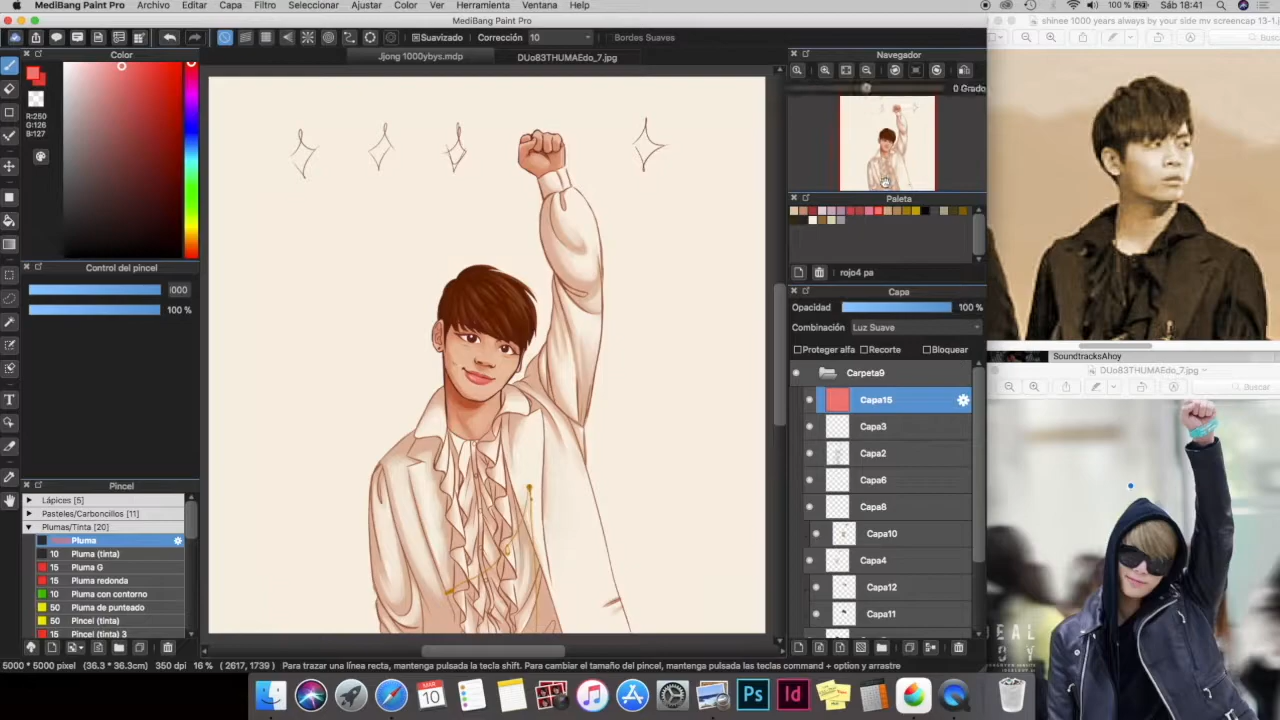 MediBang Paint Pro Archivo Editar Capa Filtro Seleccionar Ajustar Color Ver Herramienta Ventana Help 100 % Sáb 18:41
MediBang Paint Pro
shinee 1000 years always by your side mv screencap 13-1.
Suavizado Corrección 10 Bordes Suaves
Color
Jjong 1000ybys.mdp DUo83THUMAEdo_7.jpg
Navegador
0 Grado
R:250
G:126
B:127
Paleta
rojo4 pa
Control del pincel
000
100 %
Capa
Opacidad 100 %
Combinación Luz Suave
Proteger alfa Recorte Bloquear
Carpeta9
Capa15
Capa3
Capa2
Capa6
Capa8
Capa10
Capa4
Capa12
Capa11
SoundtracksAhoy
DUo83THUMAEdo_7.jpg
Buscar
Pincel
Lápices [5]
Pasteles/Carboncillos [11]
Plumas/Tinta [20]
Pluma
10 Pluma (tinta)
15 Pluma G
15 Pluma redonda
10 Pluma con contorno
50 Pluma de punteado
50 Pincel (tinta)
15 Pincel (tinta) 3
5000 * 5000 pixel (36.3 * 36.3cm) 350 dpi 16 % ( 2617, 1739 ) Para trazar una línea recta, mantenga pulsada la tecla shift. Para cambiar el tamaño del pincel, mantenga pulsada las teclas command + option y arrastre
10
Ps
Id